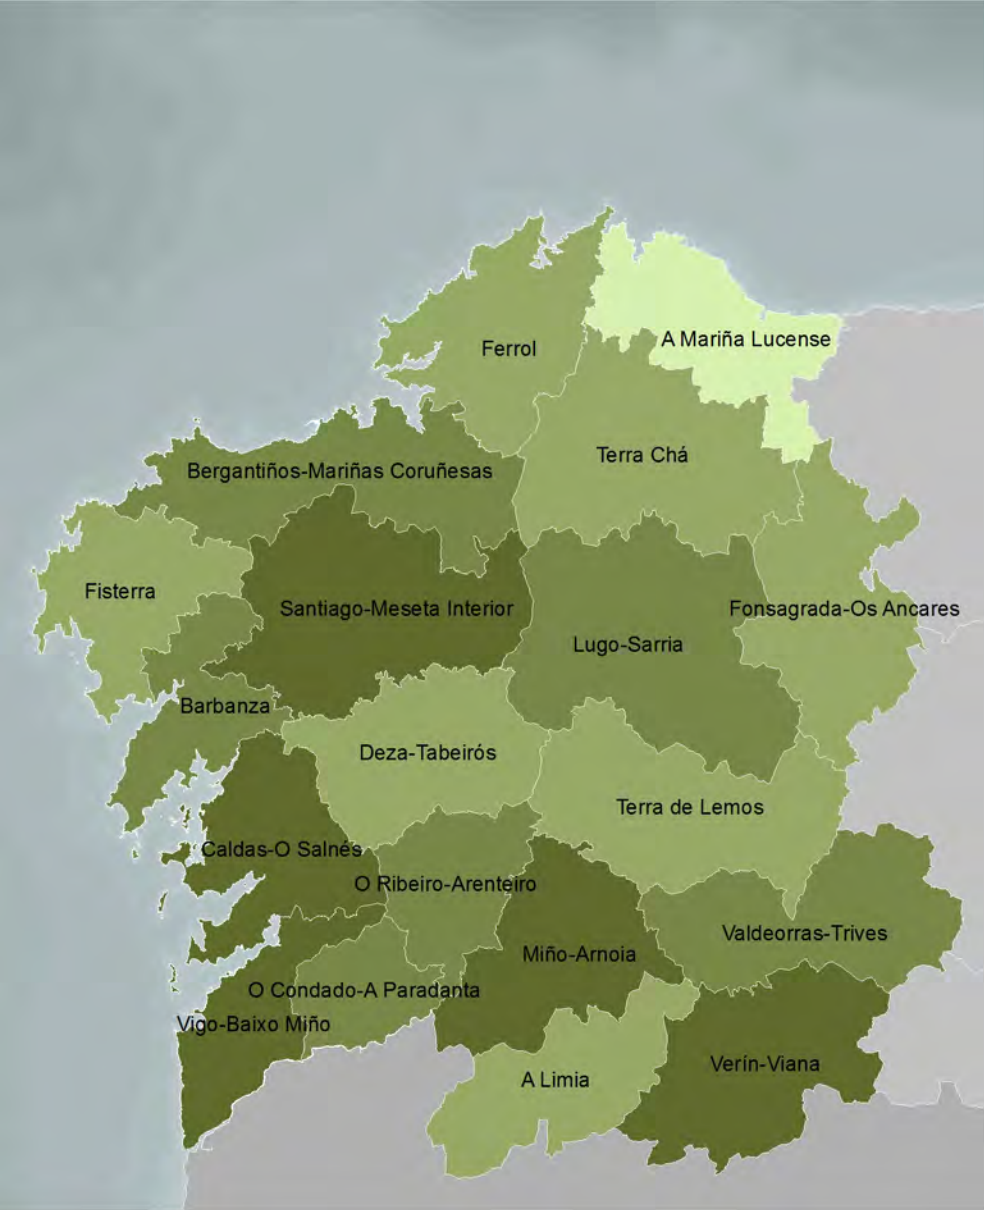 A Mariña Lucense
Ferrol
Terra Chá
Bergantiños-Mariñas Coruñesas
Fisterra
Santiago-Meseta Interior
Fonsagrada-Os Ancares
Lugo-Sarria
Barbanza
Deza-Tabeirós
Terra de Lemos
Caldas-O Salnés
O Ribeiro-Arenteiro
Valdeorras-Trives
Miño-Arnoia
O Condado-A Paradanta
Vigo-Baixo Miño
Verín-Viana
A Limia